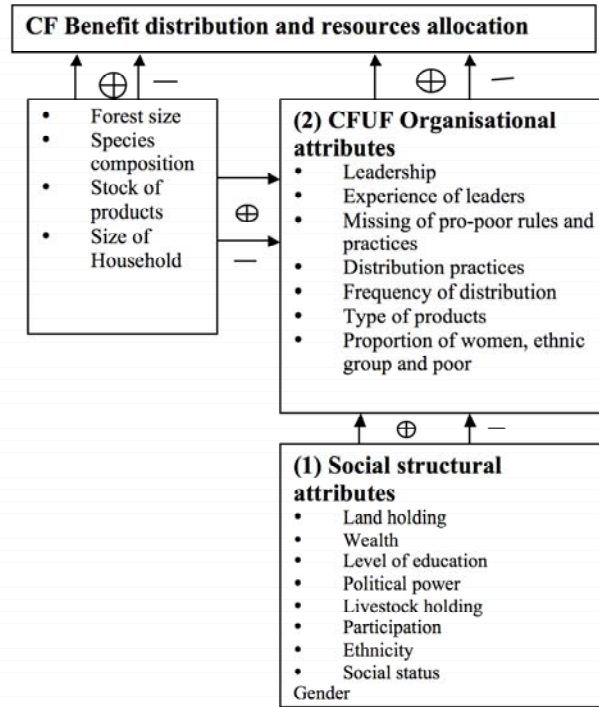 CF Benefit distribution and resources allocation
⊕ —
⊕ —
• Forest size
• Species
composition
• Stock of
products
• Size of
Household
⊕
—
(2) CFUF Organisational
attributes
• Leadership
• Experience of leaders
• Missing of pro-poor rules and
practices
• Distribution practices
• Frequency of distribution
• Type of products
• Proportion of women, ethnic
group and poor
⊕ —
(1) Social structural
attributes
• Land holding
• Wealth
• Level of education
• Political power
• Livestock holding
• Participation
• Ethnicity
• Social status
Gender